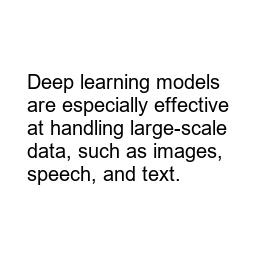 Deep learning models
are especially effective
at handling large-scale
data, such as images,
speech, and text.